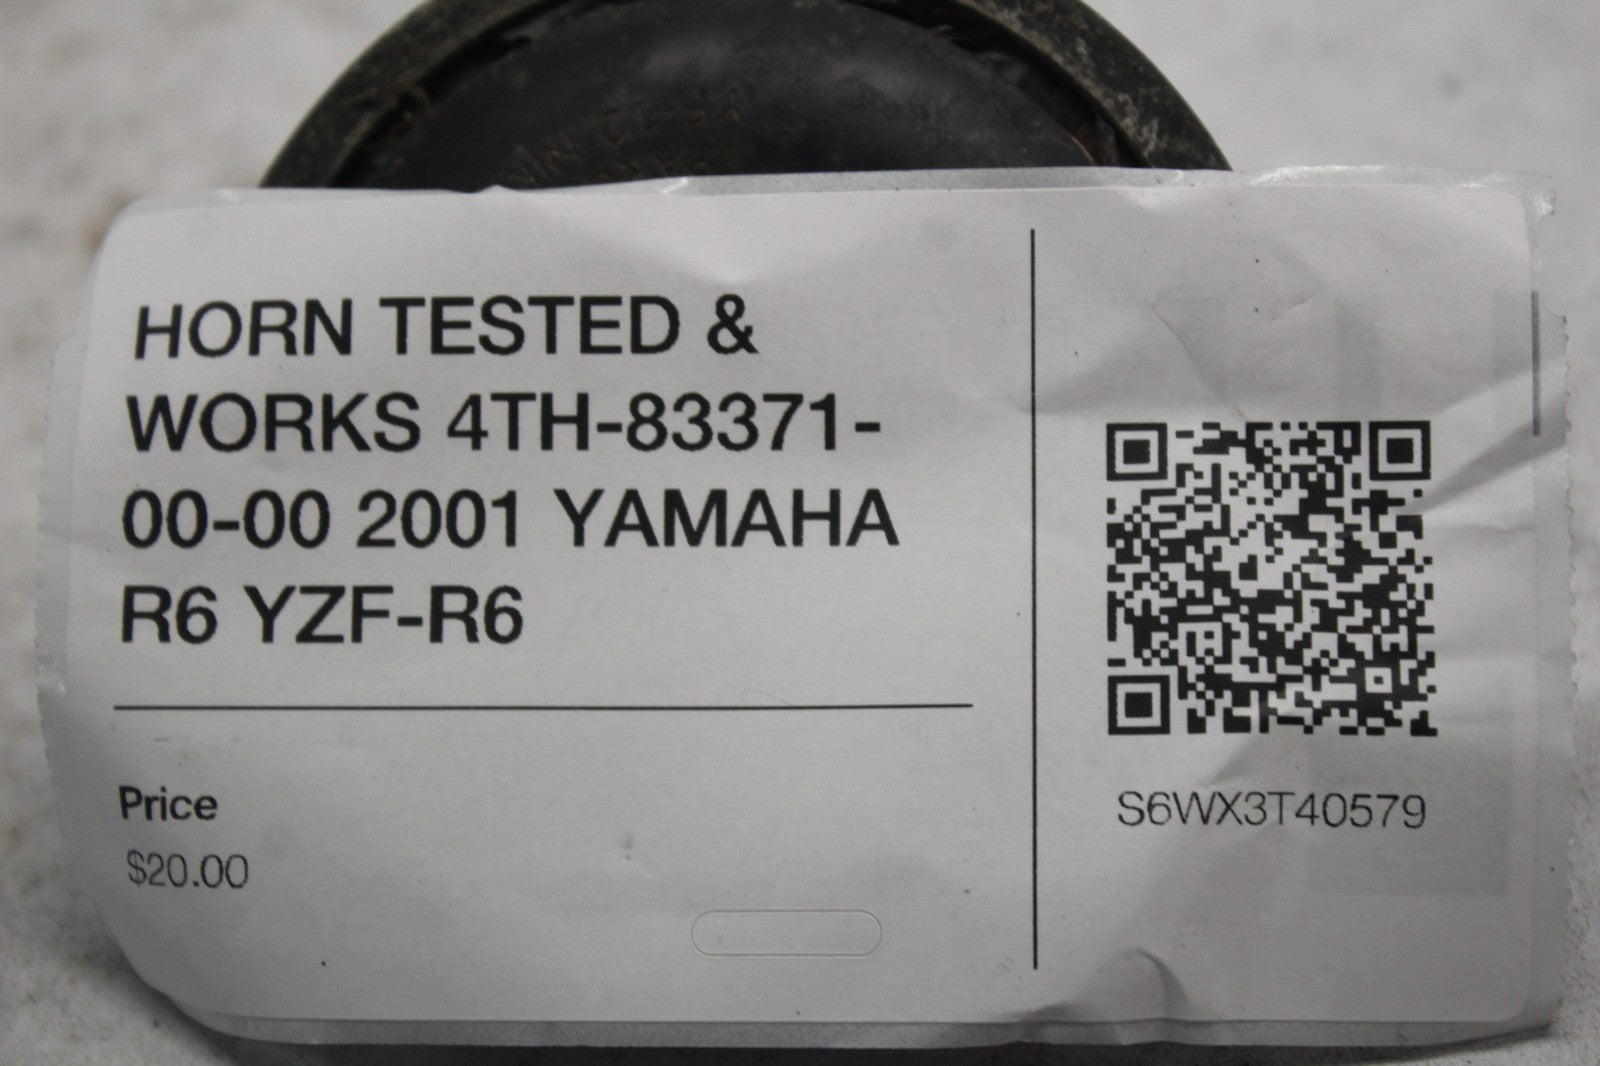 HORN TESTED &
WORKS 4TH-83371-
00-00 2001 YAMAHA
R6 YZF-R6
Price
$20.00
S6WX3T40579